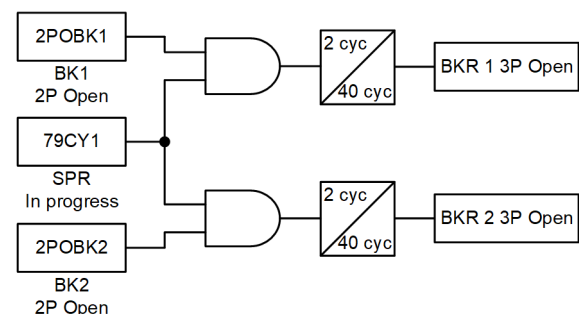 2POBK1
BK1
2P Open
79CY1
SPR
In progress
2POBK2
BK2
2P Open
2 cyc
40 cyc
BKR 1 3P Open
2 cyc
40 cyc
BKR 2 3P Open